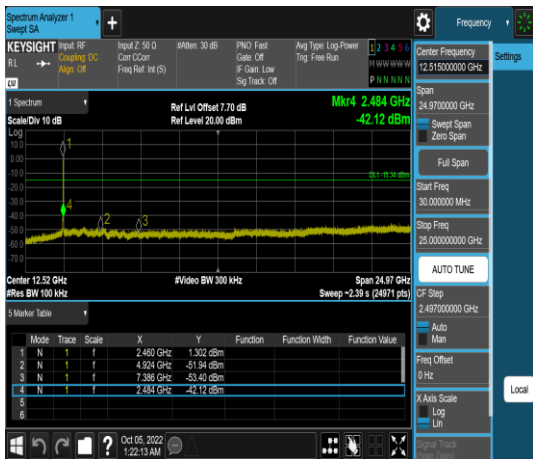 Spectrum Analyzer 1
Swept SA
Frequency
KEYSIGHT
RL
LXI
Input: RF
Coupling: DC
Align: Off
Input Z: 50 Ω
Corr CCorr
Freq Ref: Int (S)
#Atten: 30 dB
PNO: Fast
Gate: Off
IF Gain: Low
Sig Track: Off
Avg Type: Log-Power
Trig: Free Run
1 2 3 4 5 6
M W W W W W
P N N N N N
1 Spectrum
Scale/Div 10 dB
Ref Lvl Offset 7.70 dB
Ref Level 20.00 dBm
Mkr4 2.484 GHz
-42.12 dBm
Log
10.0
0.00
-10.0
-20.0
-30.0
-40.0
-50.0
-60.0
-70.0
1
4
2
3
Center 12.52 GHz
#Res BW 100 kHz
#Video BW 300 kHz
Span 24.97 GHz
Sweep ~2.39 s (24971 pts)
5 Marker Table
Mode Trace Scale X Y Function Function Width Function Value
1 N 1 f 2.460 GHz 1.302 dBm
2 N 1 f 4.924 GHz -51.94 dBm
3 N 1 f 7.386 GHz -53.40 dBm
4 N 1 f 2.484 GHz -42.12 dBm
5
6
Oct 05, 2022
1:22:13 AM
Center Frequency
12.515000000 GHz
Span
24.9700000 GHz
Swept Span
Zero Span
Full Span
Start Freq
30.000000 MHz
Stop Freq
25.000000000 GHz
AUTO TUNE
CF Step
2.497000000 GHz
Auto
Man
Freq Offset
0 Hz
X Axis Scale
Log
Lin
Signal Track
(Span Zoom)
Settings
Local